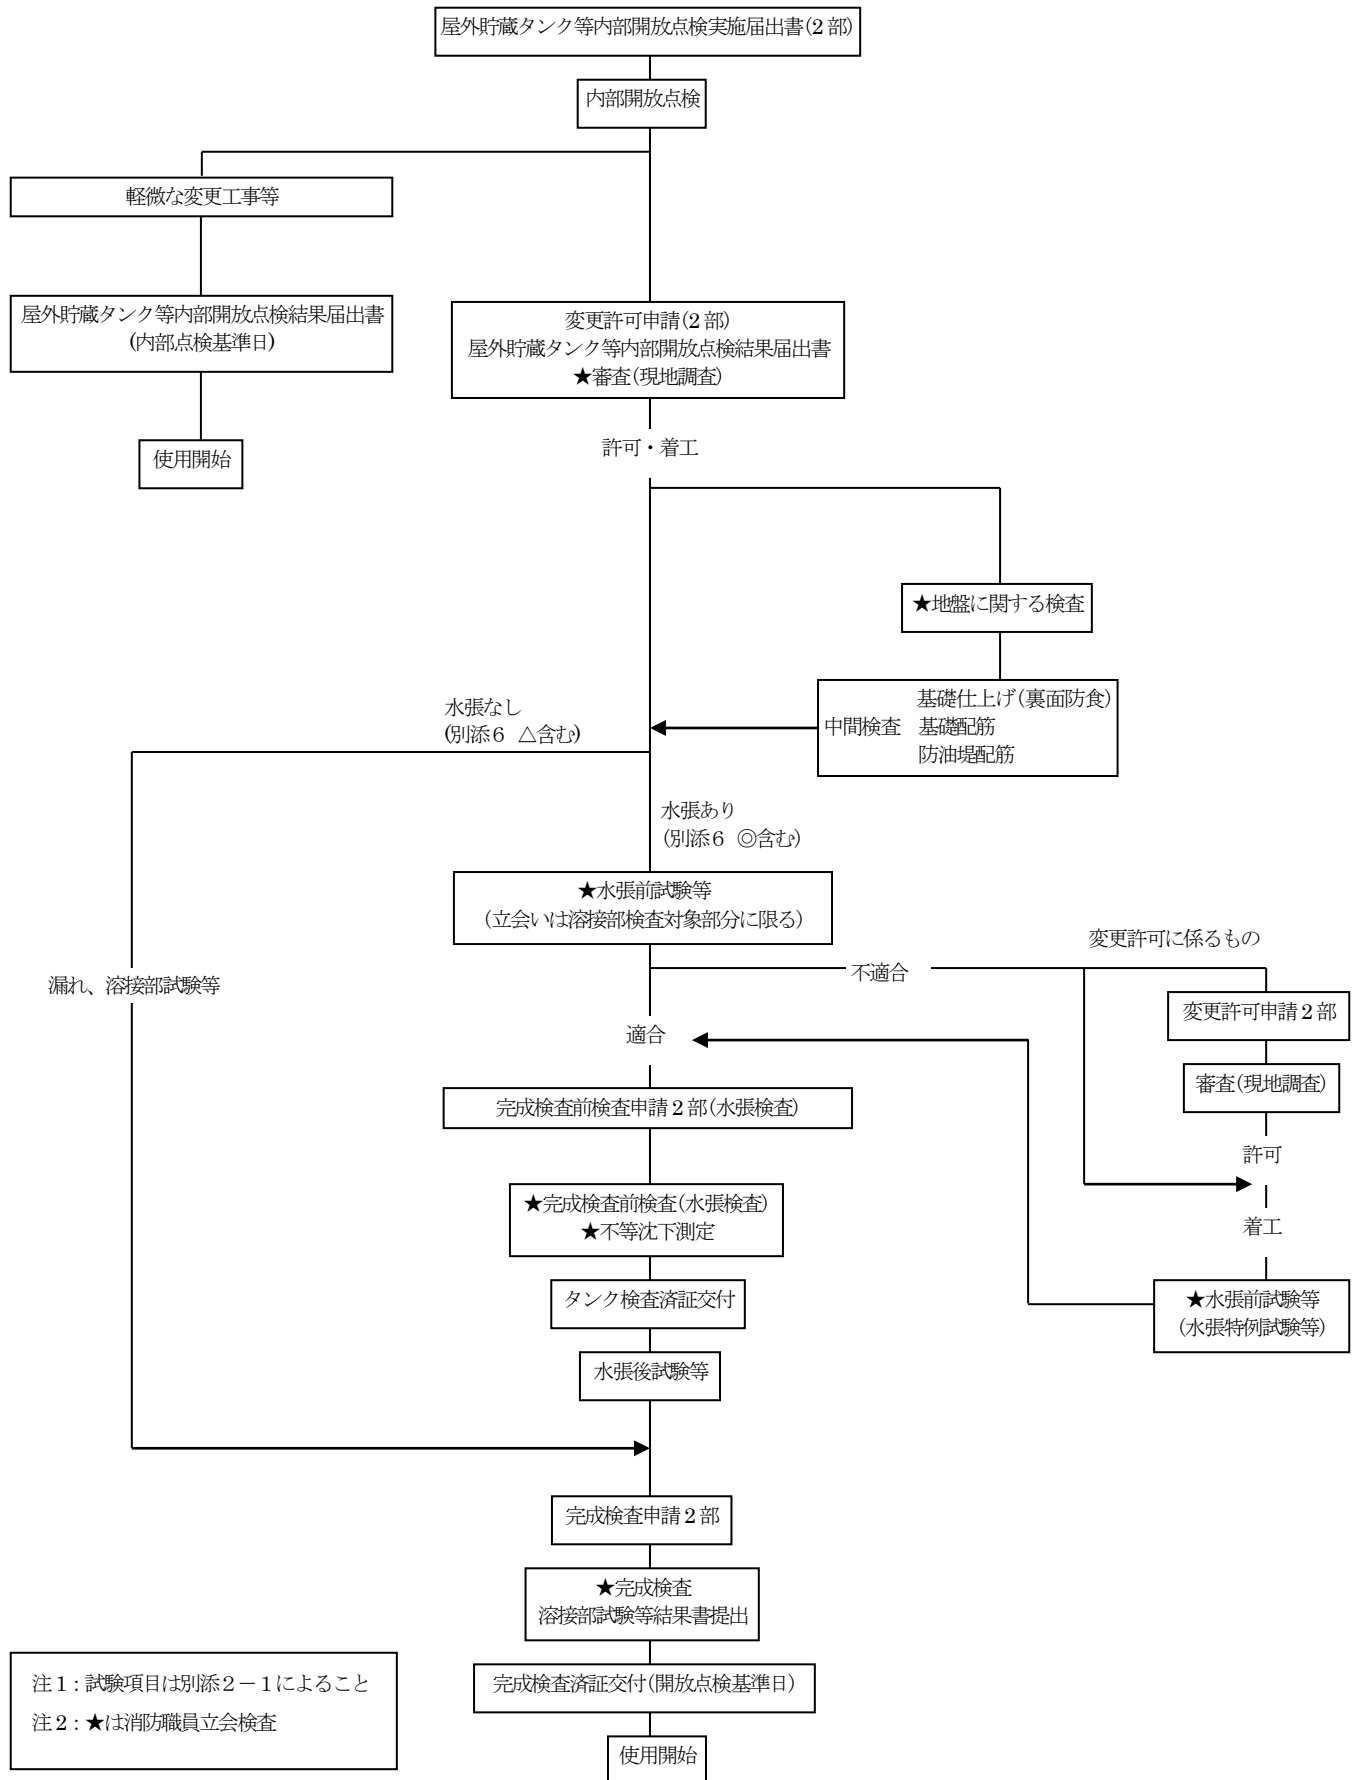 屋外貯蔵タンク等内部開放点検実施届出書(2部)
内部開放点検
軽微な変更工事等
屋外貯蔵タンク等内部開放点検結果届出書
(内部点検基準日)
使用開始
変更許可申請(2部)
屋外貯蔵タンク等内部開放点検結果届出書
★審査(現地調査)
許可・着工
★地盤に関する検査
基礎仕上げ(裏面防食)
中間検査 基礎配筋
防油堤配筋
水張なし
(別添6 △含む)
水張あり
(別添6 ◎含む)
★水張前試験等
(立会いは溶接部検査対象部分に限る)
変更許可に係るもの
不適合
漏れ、溶接部試験等
変更許可申請2部
適合
審査(現地調査)
完成検査前検査申請2部(水張検査)
許可
★完成検査前検査(水張検査)
★不等沈下測定
着工
タンク検査済証交付
★水張前試験等
(水張特例試験等)
水張後試験等
完成検査申請2部
★完成検査
溶接部試験等結果書提出
完成検査済証交付(開放点検基準日)
使用開始
注1:試験項目は別添2-1によること
注2:★は消防職員立会検査